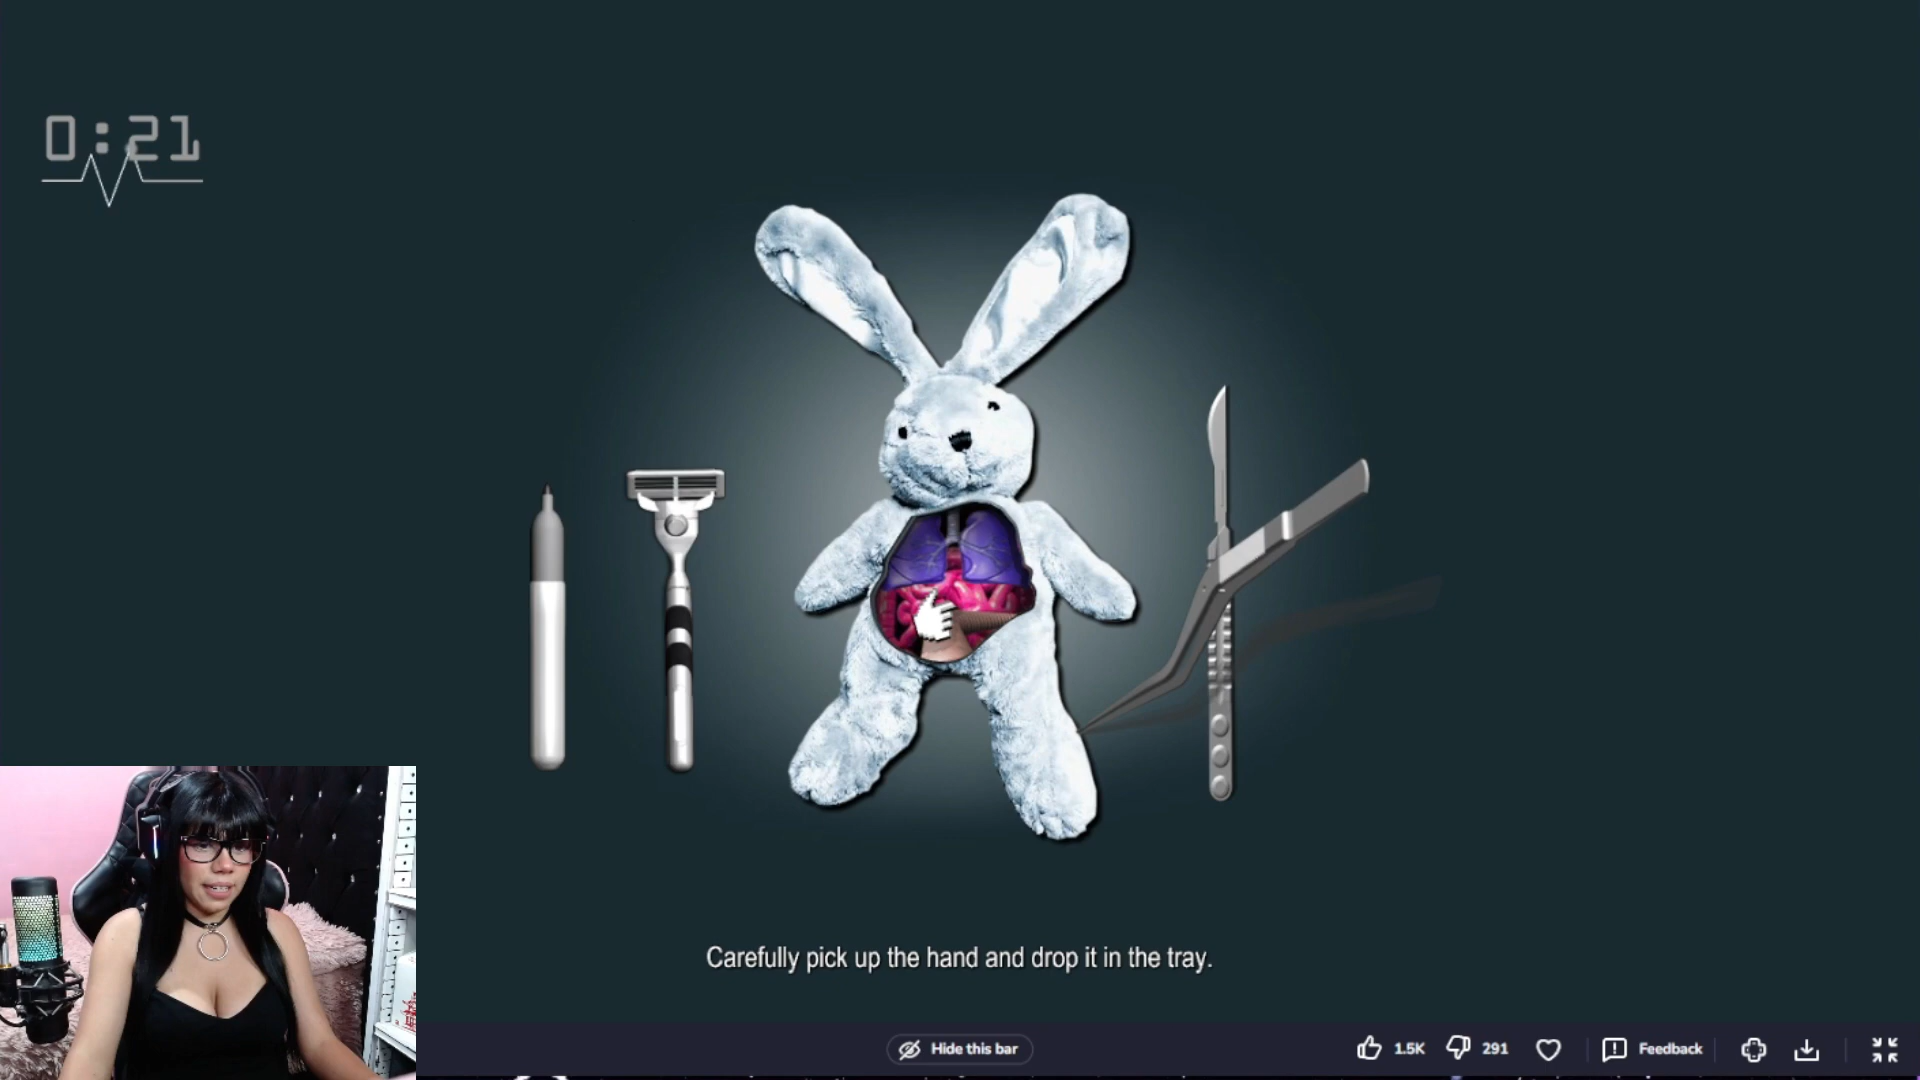 0:21
Carefully pick up the hand and drop it in the tray.
Hide this bar
1.5K
291
Feedback